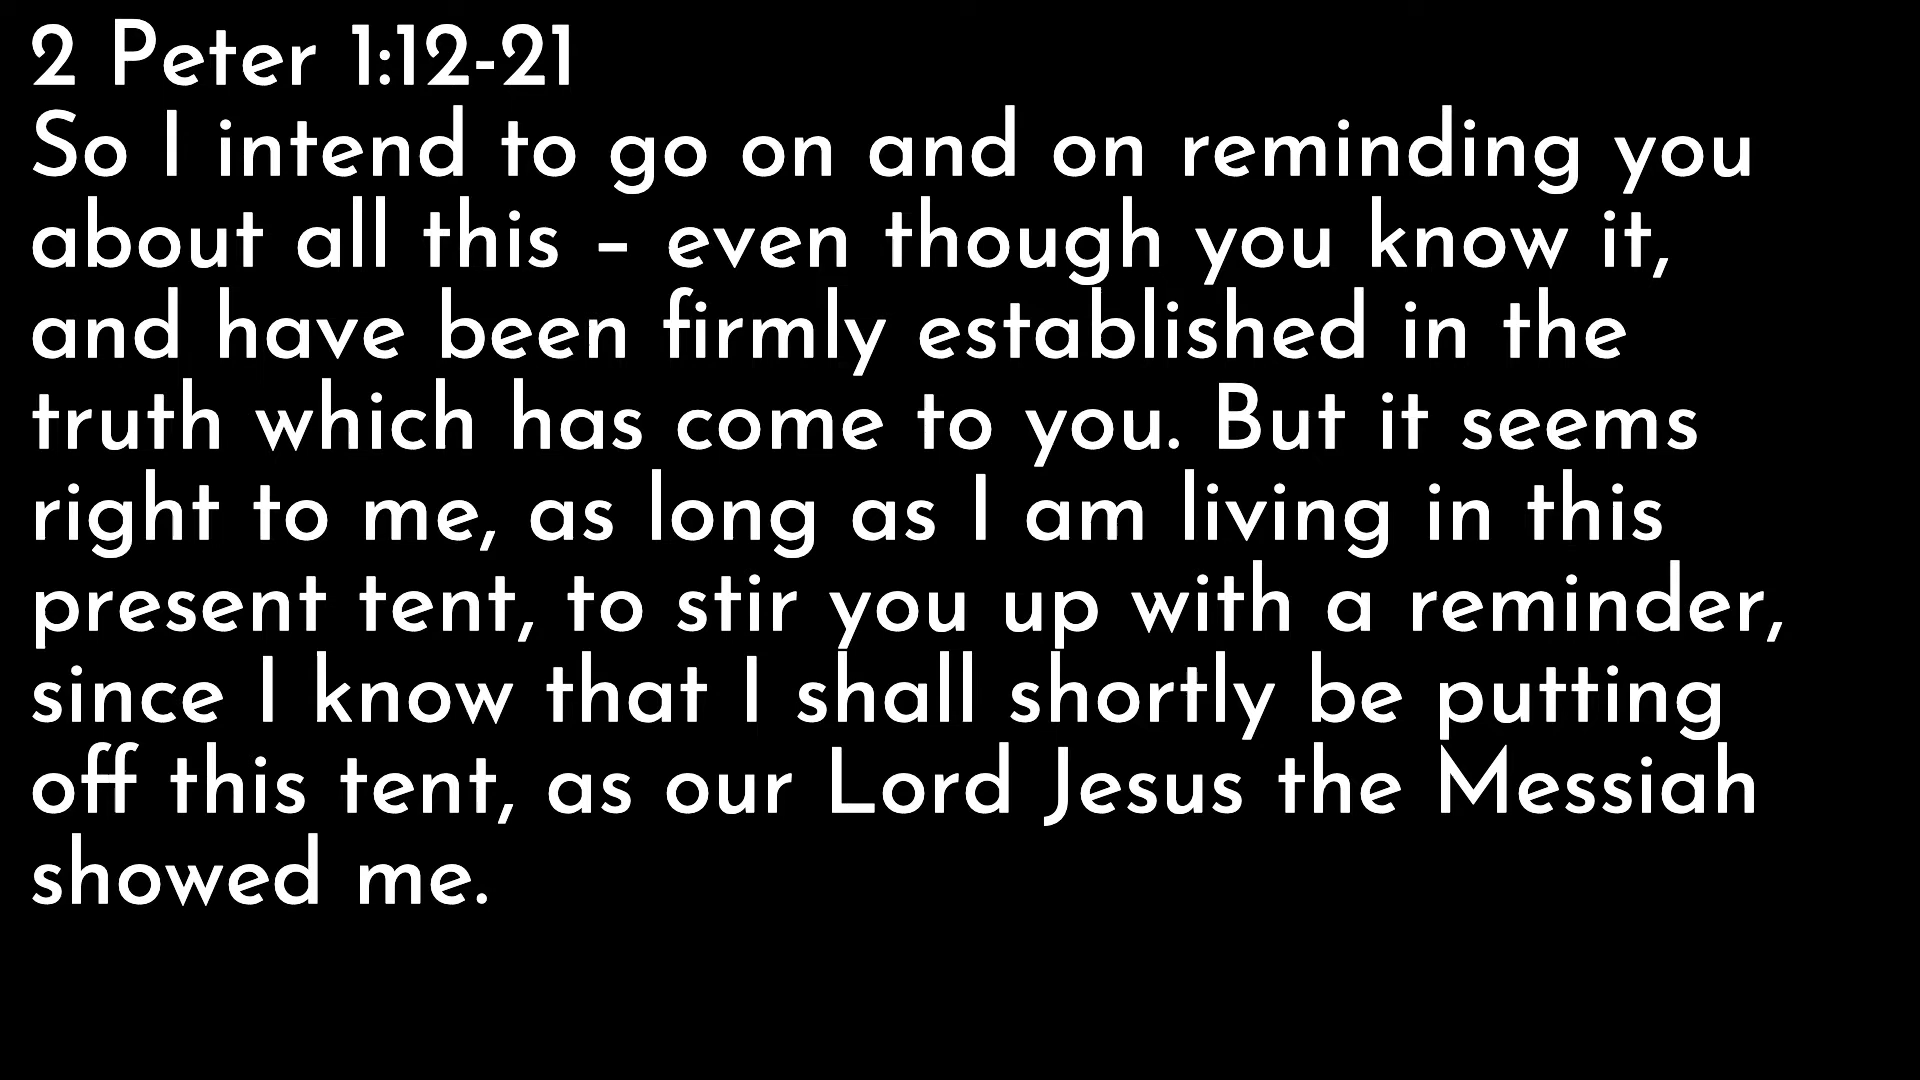 2 Peter 1:12-21
So I intend to go on and on reminding you
about all this – even though you know it,
and have been firmly established in the
truth which has come to you. But it seems
right to me, as long as I am living in this
present tent, to stir you up with a reminder,
since I know that I shall shortly be putting
off this tent, as our Lord Jesus the Messiah
showed me.